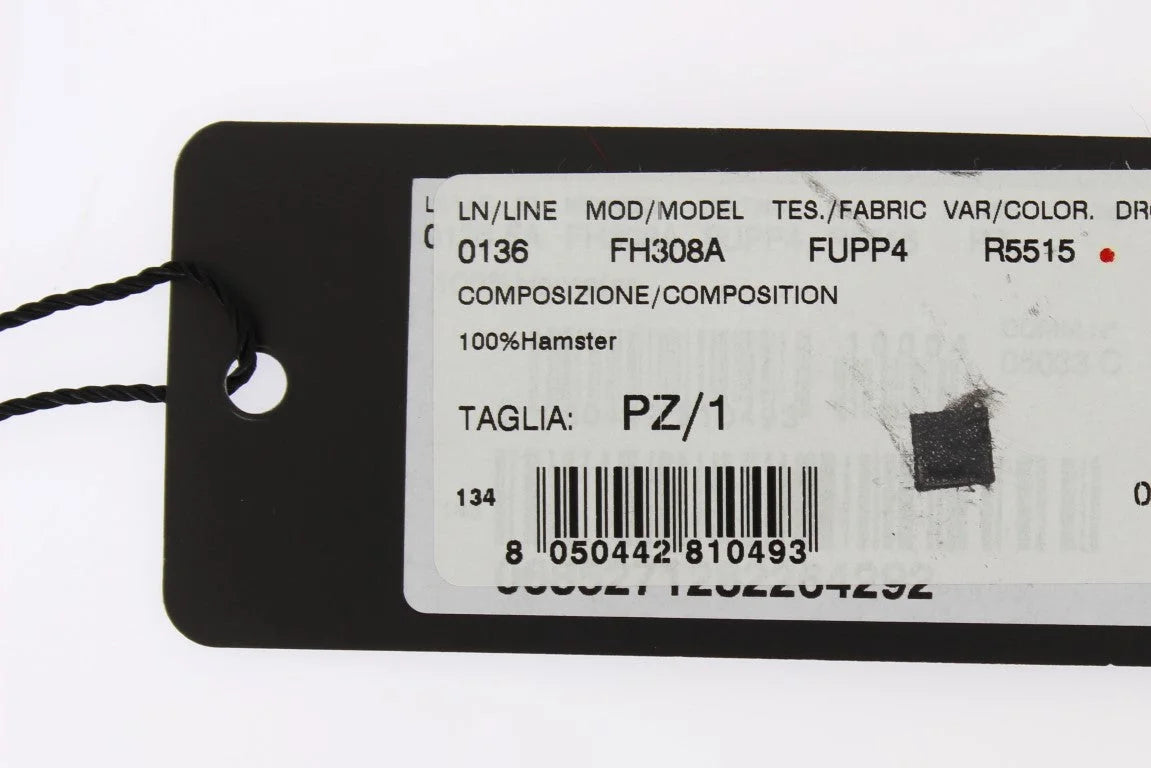 LN/LINE MOD/MODEL TES./FABRIC VAR/COLOR.
0136 FH308A FUPP4 R5515
COMPOSIZIONE/COMPOSITION
100%Hamster
TAGLIA: PZ/1
134
8 050442 810493